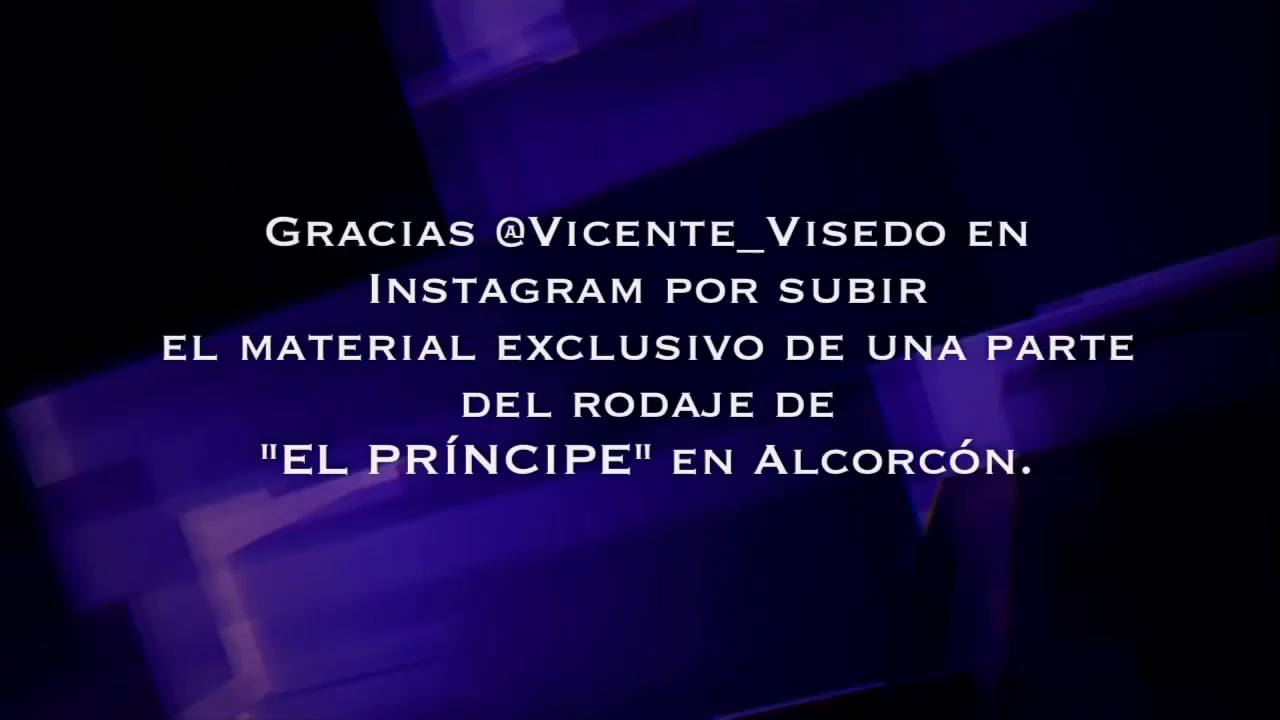 Gracias @Vicente_Visedo en
Instagram por subir
el material exclusivo de una parte
del rodaje de
"EL PRÍNCIPE" en Alcorcón.